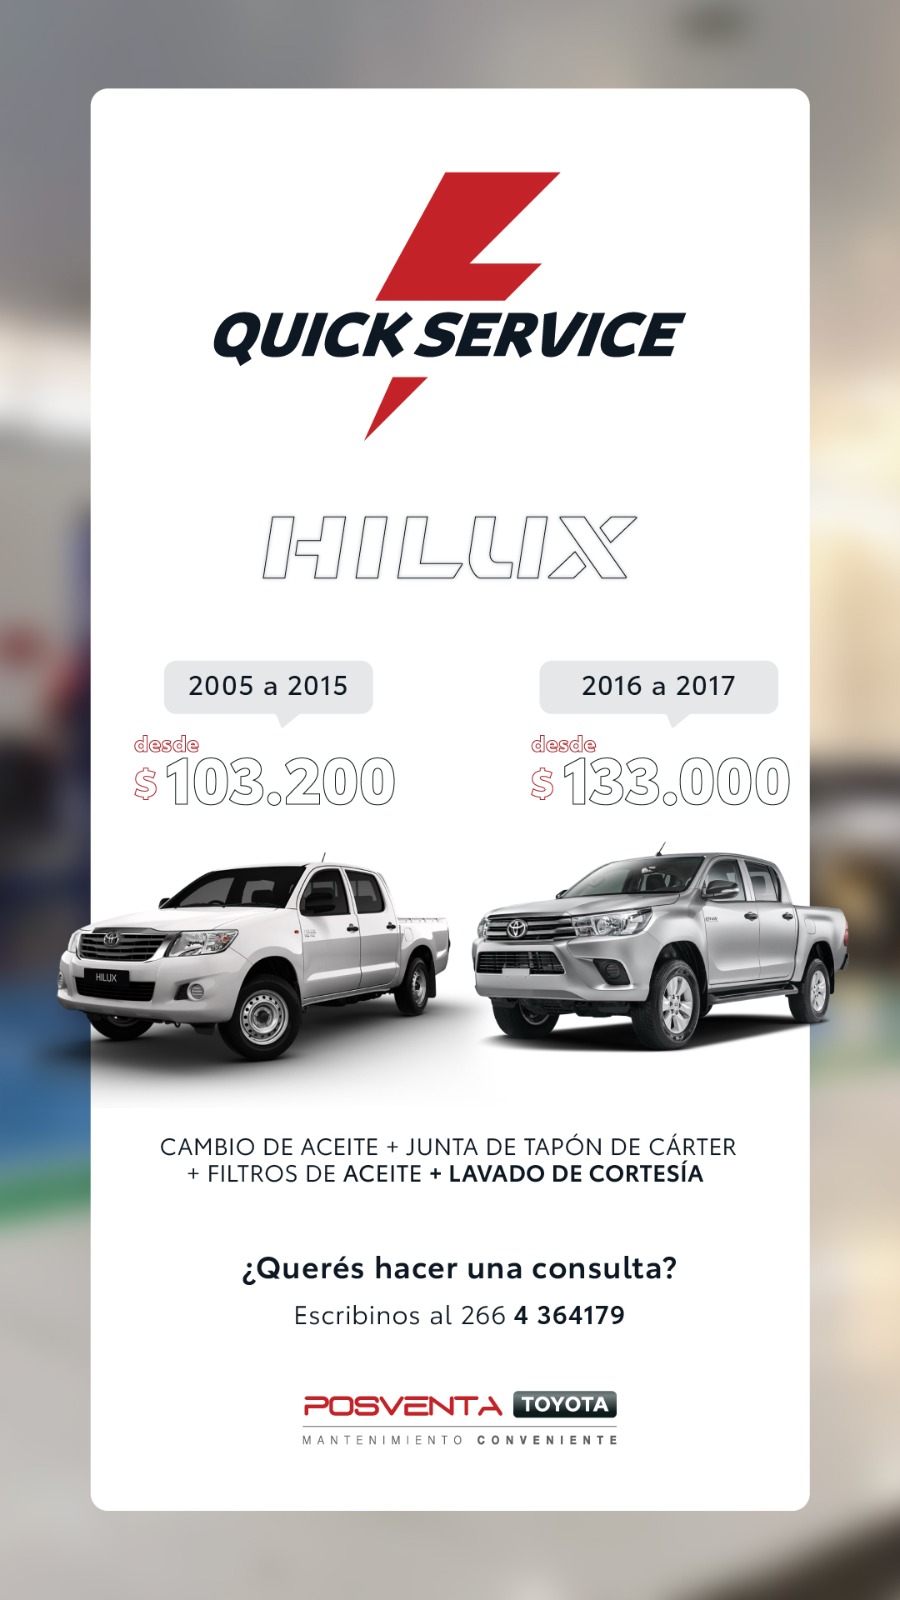 QUICK SERVICE
HILUX
2005 a 2015
desde
$ 103.200
2016 a 2017
desde
$ 133.000
HILUX
CAMBIO DE ACEITE + JUNTA DE TAPÓN DE CÁRTER
+ FILTROS DE ACEITE + LAVADO DE CORTESÍA
¿Querés hacer una consulta?
Escribinos al 266 4 364179
POSVENTA TOYOTA
MANTENIMIENTO CONVENIENTE